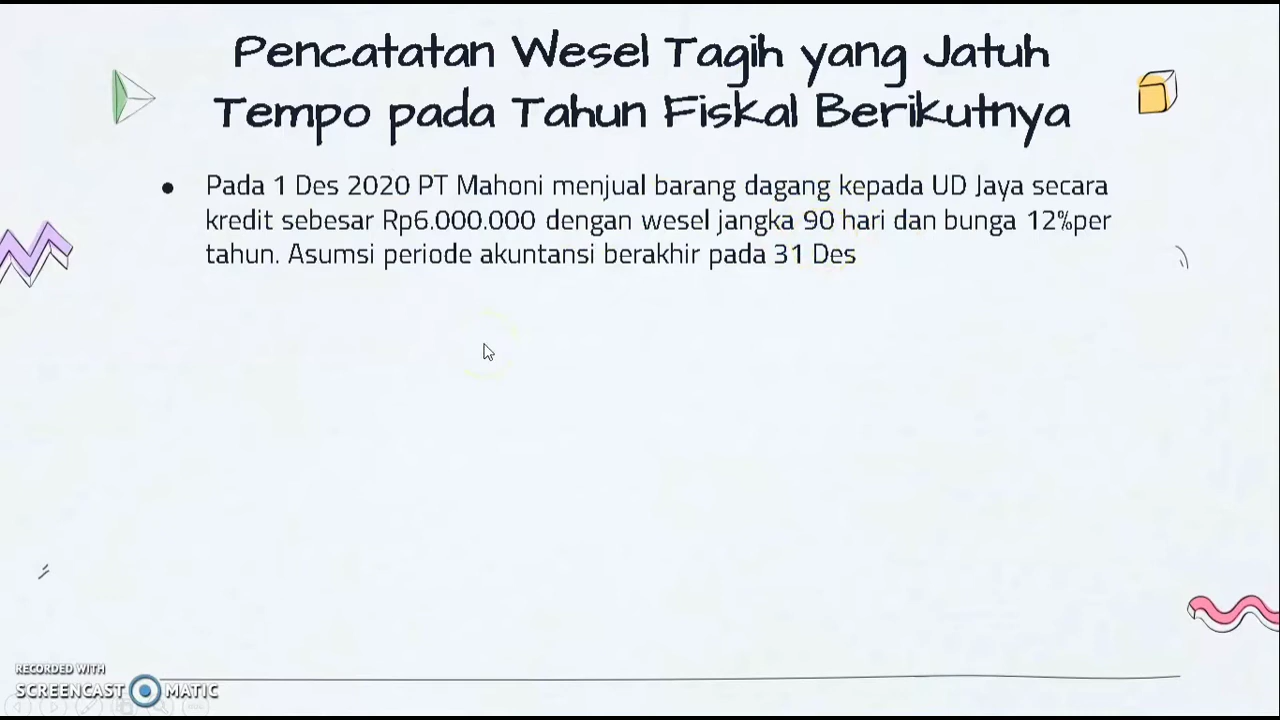 Pencatatan Wesel Tagih yang Jatuh
Tempo pada Tahun Fiskal Berikutnya
Pada 1 Des 2020 PT Mahoni menjual barang dagang kepada UD Jaya secara
kredit sebesar Rp6.000.000 dengan wesel jangka 90 hari dan bunga 12%per
tahun. Asumsi periode akuntansi berakhir pada 31 Des
RECORDED WITH
SCREENCAST MATIC